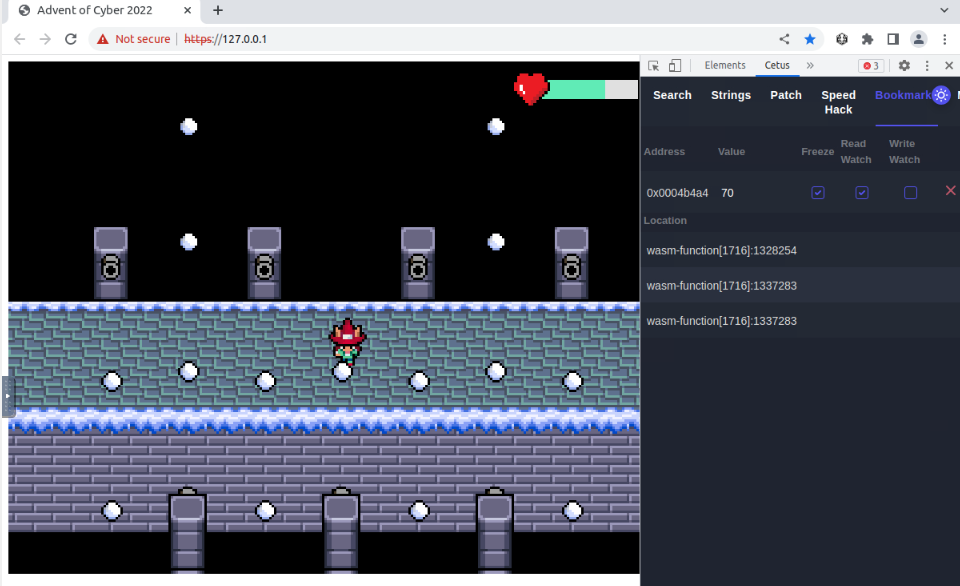 Advent of Cyber 2022
Not secure | https://127.0.0.1
Elements Cetus » 3
Search Strings Patch Speed Hack Bookmark
Address Value Freeze Read Watch Write Watch
0x0004b4a4 70
Location
wasm-function[1716]:1328254
wasm-function[1716]:1337283
wasm-function[1716]:1337283